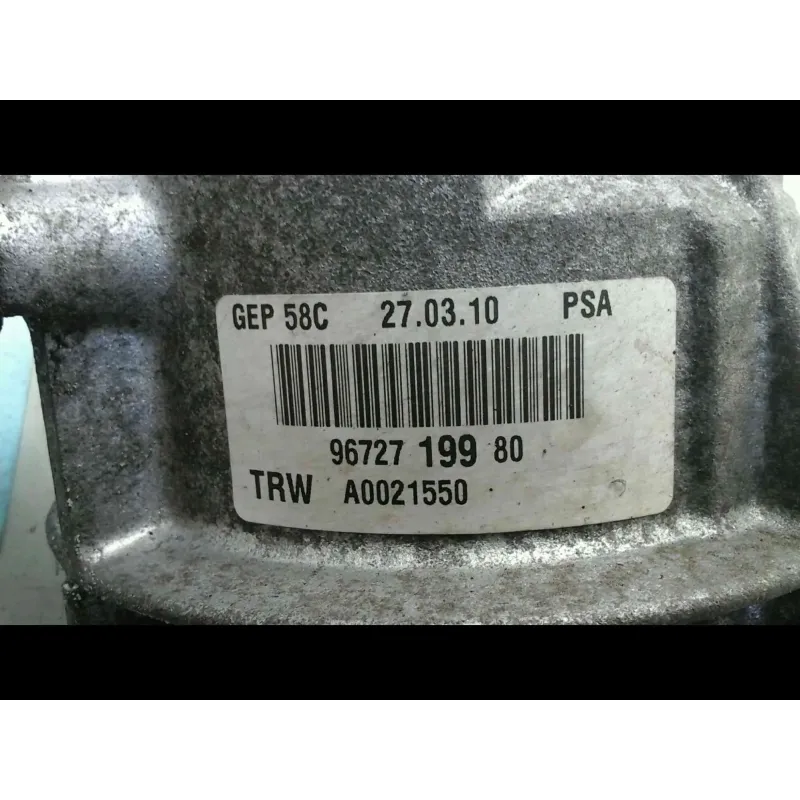 GEP 58C 27.03.10 PSA
96727 199 80
TRW A0021550